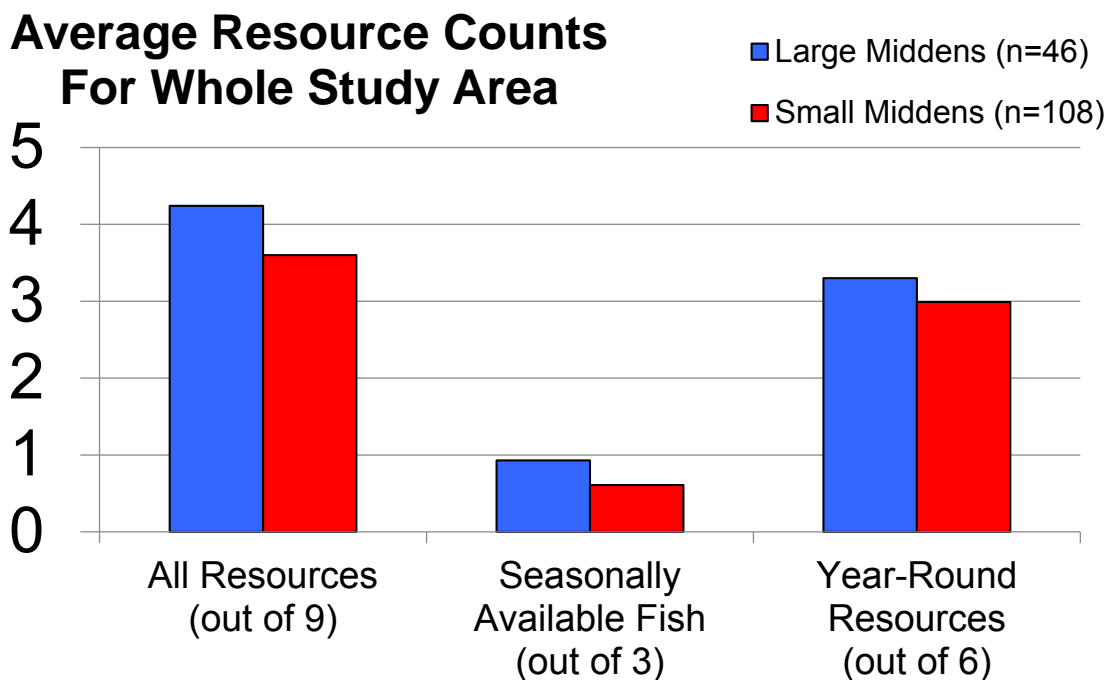 Average Resource Counts
For Whole Study Area
Large Middens (n=46)
Small Middens (n=108)
5
4
3
2
1
0
All Resources
(out of 9)
Seasonally
Available Fish
(out of 3)
Year-Round
Resources
(out of 6)